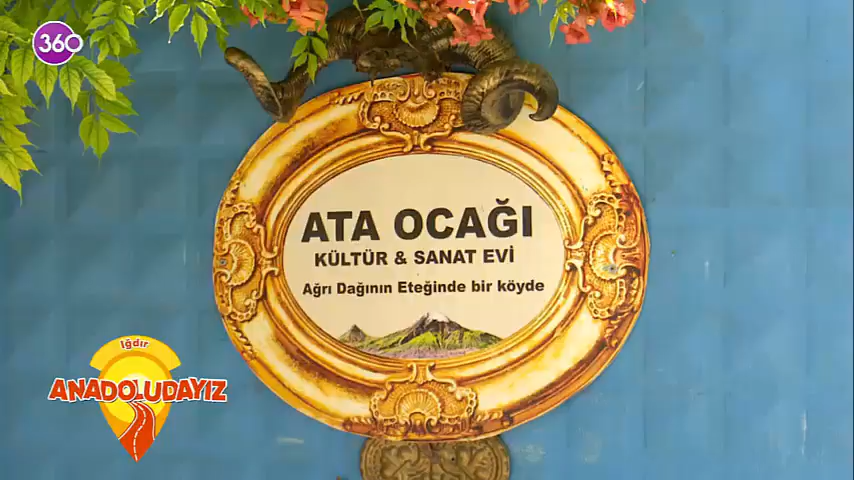 360
ATA OCAĞI
KÜLTÜR & SANAT EVİ
Ağrı Dağının Eteğinde bir köyde
Iğdır
ANADOLUDAYIZ